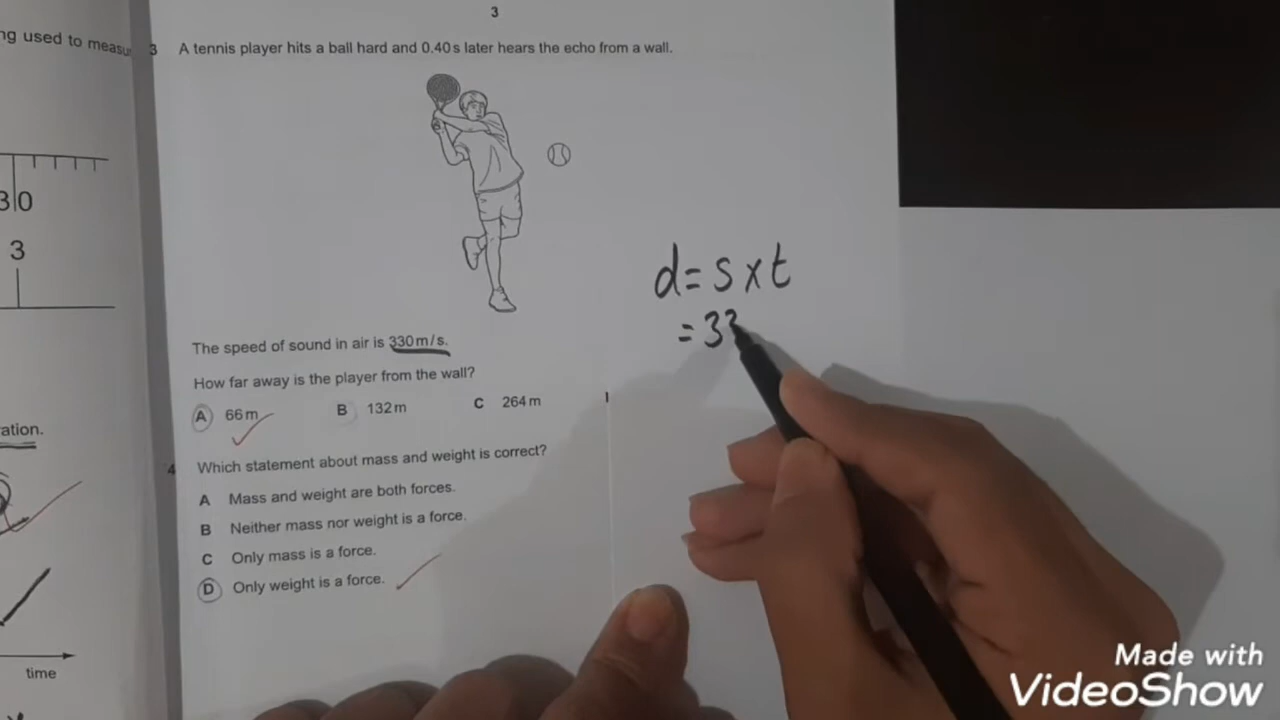 3
ng used to measu
3 A tennis player hits a ball hard and 0.40 s later hears the echo from a wall.
30
3
d = s x t
= 33
The speed of sound in air is 330 m/s.
How far away is the player from the wall?
A 66 m B 132 m C 264 m
ation.
4 Which statement about mass and weight is correct?
A Mass and weight are both forces.
B Neither mass nor weight is a force.
C Only mass is a force.
D Only weight is a force.
time
Made with
VideoShow